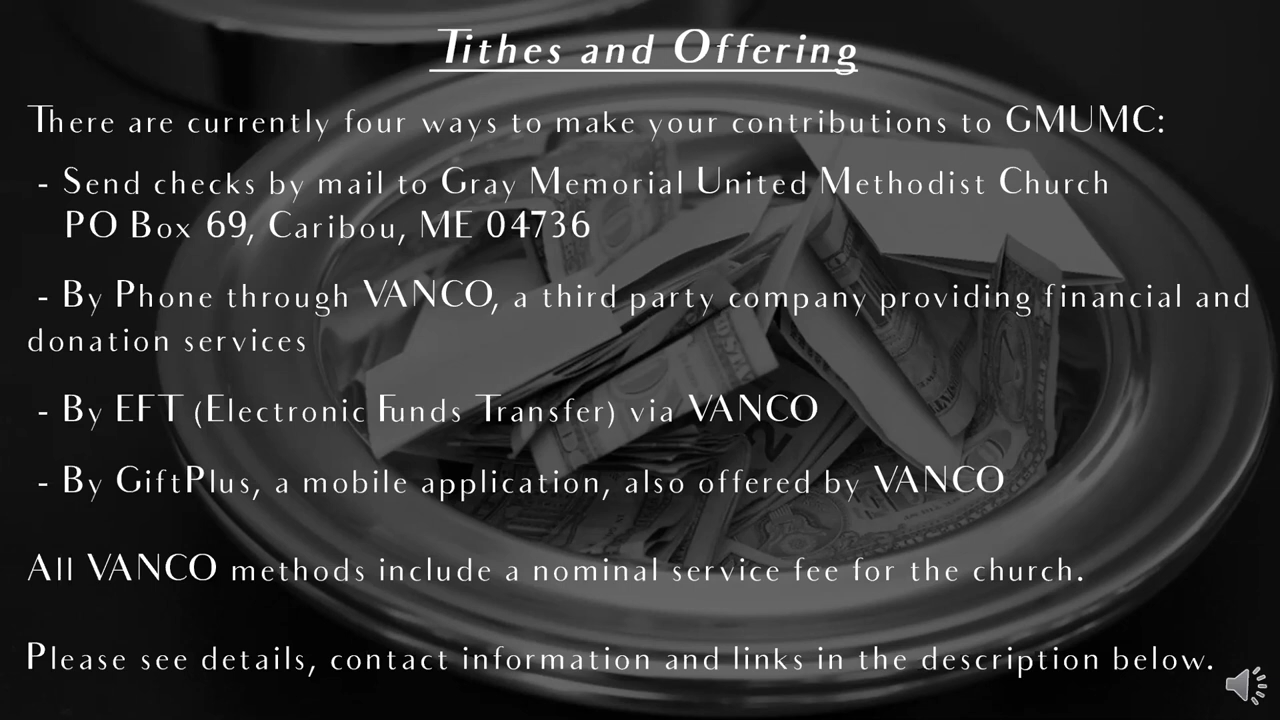 Tithes and Offering
There are currently four ways to make your contributions to GMUMC:
- Send checks by mail to Gray Memorial United Methodist Church
PO Box 69, Caribou, ME 04736
- By Phone through VANCO, a third party company providing financial and
donation services
- By EFT (Electronic Funds Transfer) via VANCO
- By GiftPlus, a mobile application, also offered by VANCO
All VANCO methods include a nominal service fee for the church.
Please see details, contact information and links in the description below.